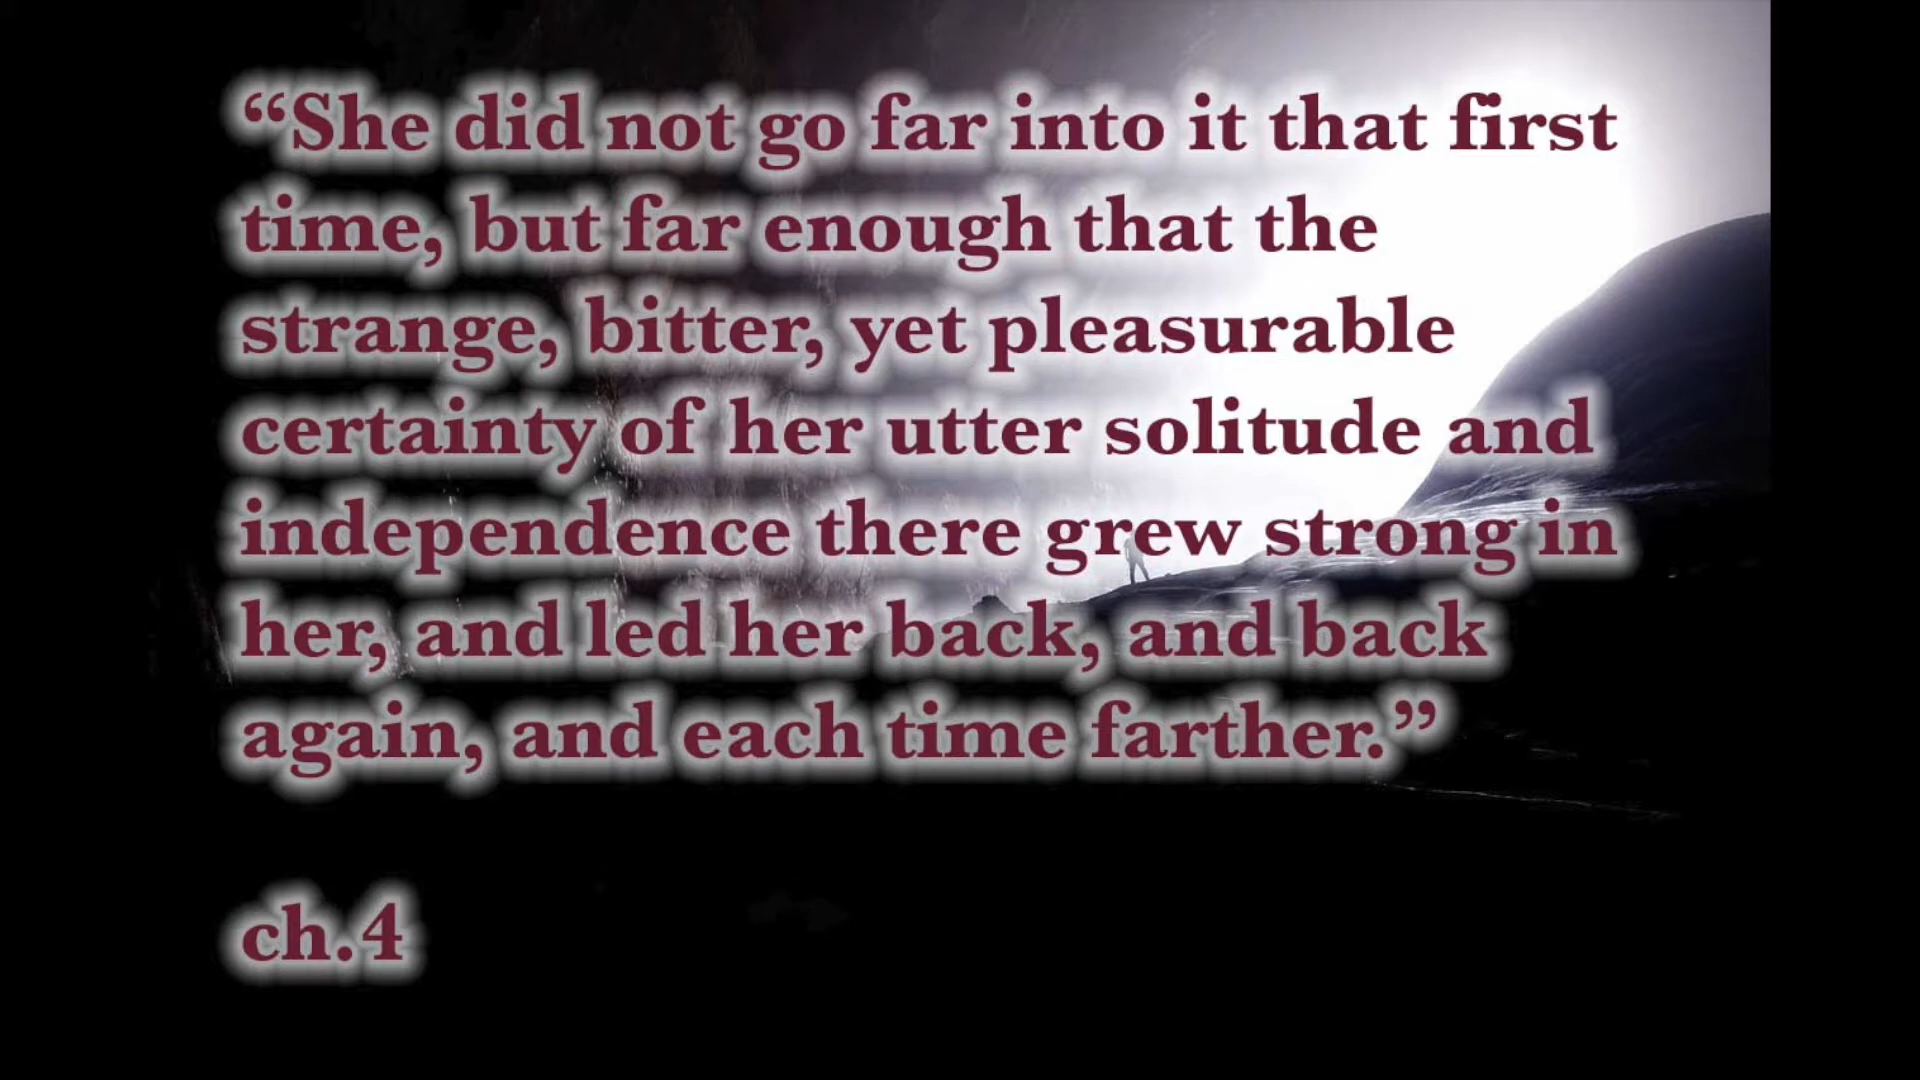 “She did not go far into it that first
time, but far enough that the
strange, bitter, yet pleasurable
certainty of her utter solitude and
independence there grew strong in
her, and led her back, and back
again, and each time farther.”
ch.4